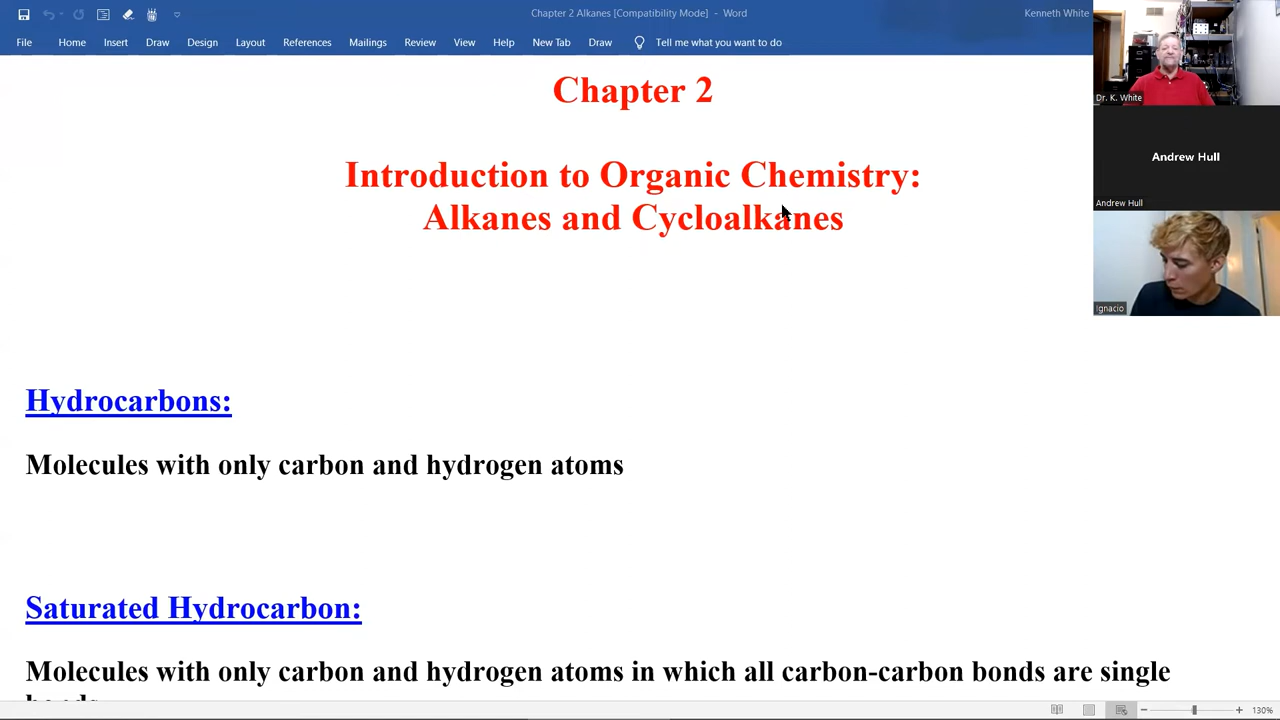 Chapter 2 Alkanes [Compatibility Mode] - Word
Kenneth White
File Home Insert Draw Design Layout References Mailings Review View Help New Tab Draw Tell me what you want to do
Dr. K. White
Andrew Hull
Andrew Hull
Ignacio
Chapter 2
Introduction to Organic Chemistry:
Alkanes and Cycloalkanes
Hydrocarbons:
Molecules with only carbon and hydrogen atoms
Saturated Hydrocarbon:
Molecules with only carbon and hydrogen atoms in which all carbon-carbon bonds are single
bonds
130%